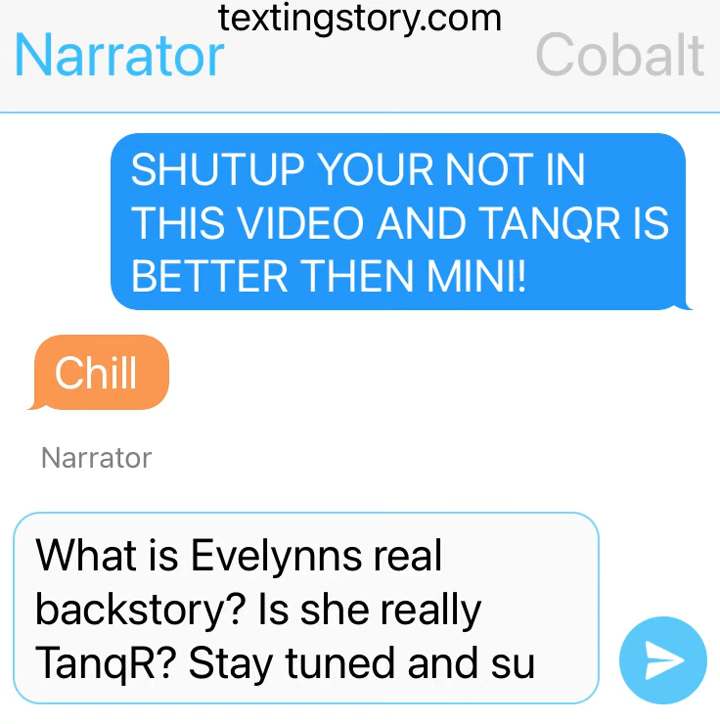 textingstory.com
Narrator
Cobalt
SHUTUP YOUR NOT IN
THIS VIDEO AND TANQR IS
BETTER THEN MINI!
Chill
Narrator
What is Evelynns real
backstory? Is she really
TanqR? Stay tuned and su